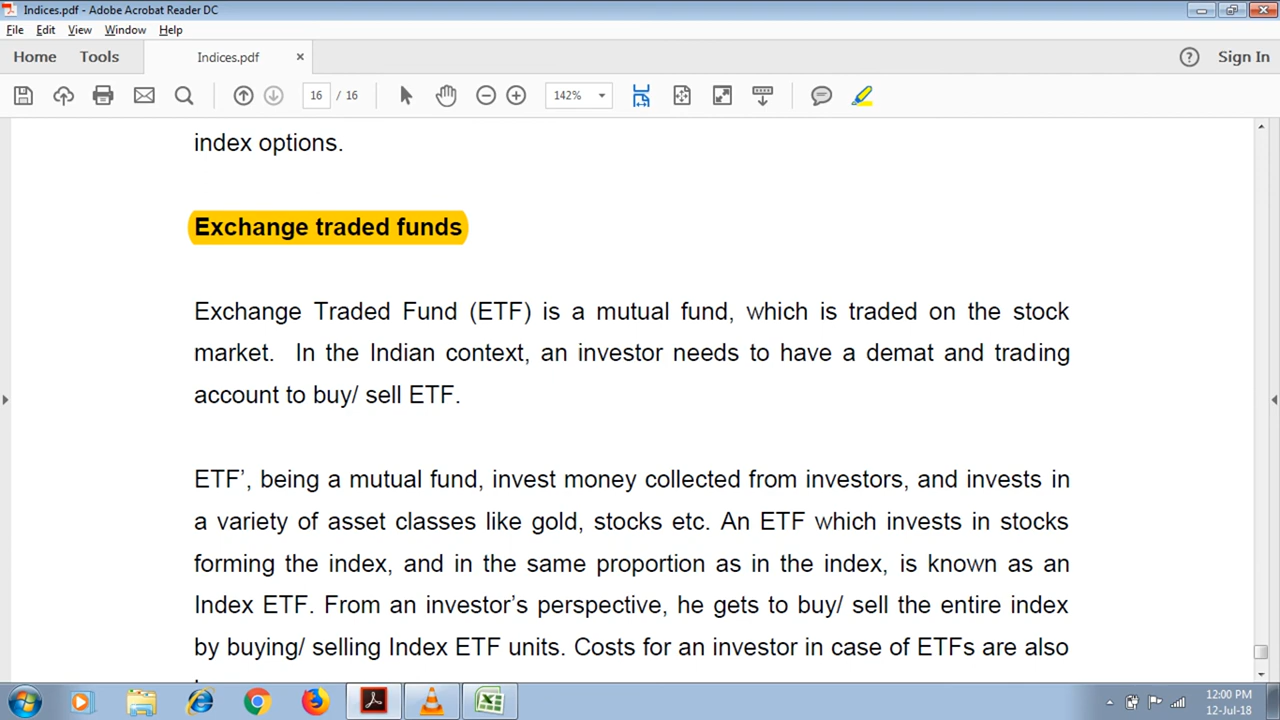 Indices.pdf - Adobe Acrobat Reader DC
File Edit View Window Help
Home Tools Indices.pdf × ? Sign In
16 / 16 142%
index options.
Exchange traded funds
Exchange Traded Fund (ETF) is a mutual fund, which is traded on the stock
market. In the Indian context, an investor needs to have a demat and trading
account to buy/ sell ETF.
ETF’, being a mutual fund, invest money collected from investors, and invests in
a variety of asset classes like gold, stocks etc. An ETF which invests in stocks
forming the index, and in the same proportion as in the index, is known as an
Index ETF. From an investor’s perspective, he gets to buy/ sell the entire index
by buying/ selling Index ETF units. Costs for an investor in case of ETFs are also
12:00 PM
12-Jul-18